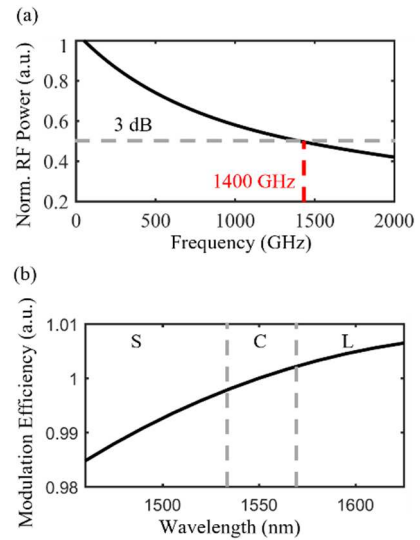 (a)
Norm. RF Power (a.u.)
1
0.8
0.6
0.4
0.2
3 dB
1400 GHz
0
500
1000
1500
2000
Frequency (GHz)
(b)
Modulation Efficiency (a.u.)
1.01
1
0.99
0.98
S
C
L
1500
1550
1600
Wavelength (nm)